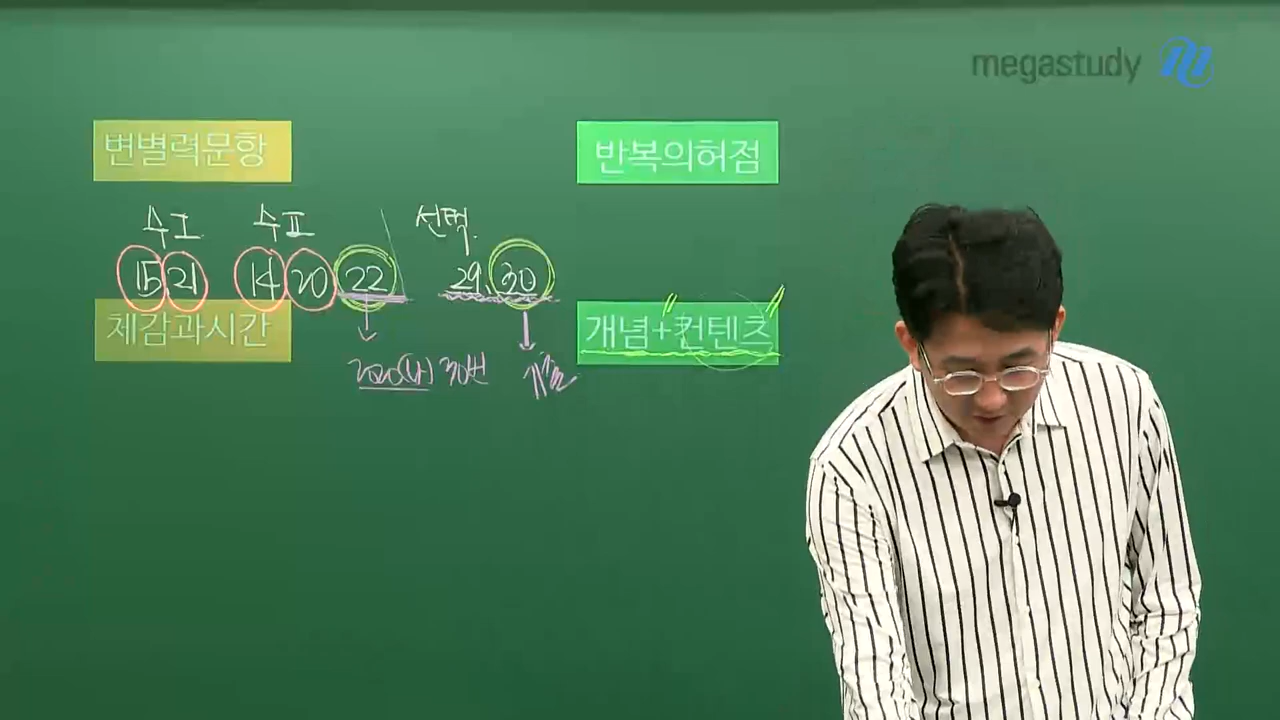 megastudy
변별력문항
반복의허점
수I 수II 선택.
15 21 14 20 22 29. 30
체감과시간
개념+컨텐츠
2020(나) 30번